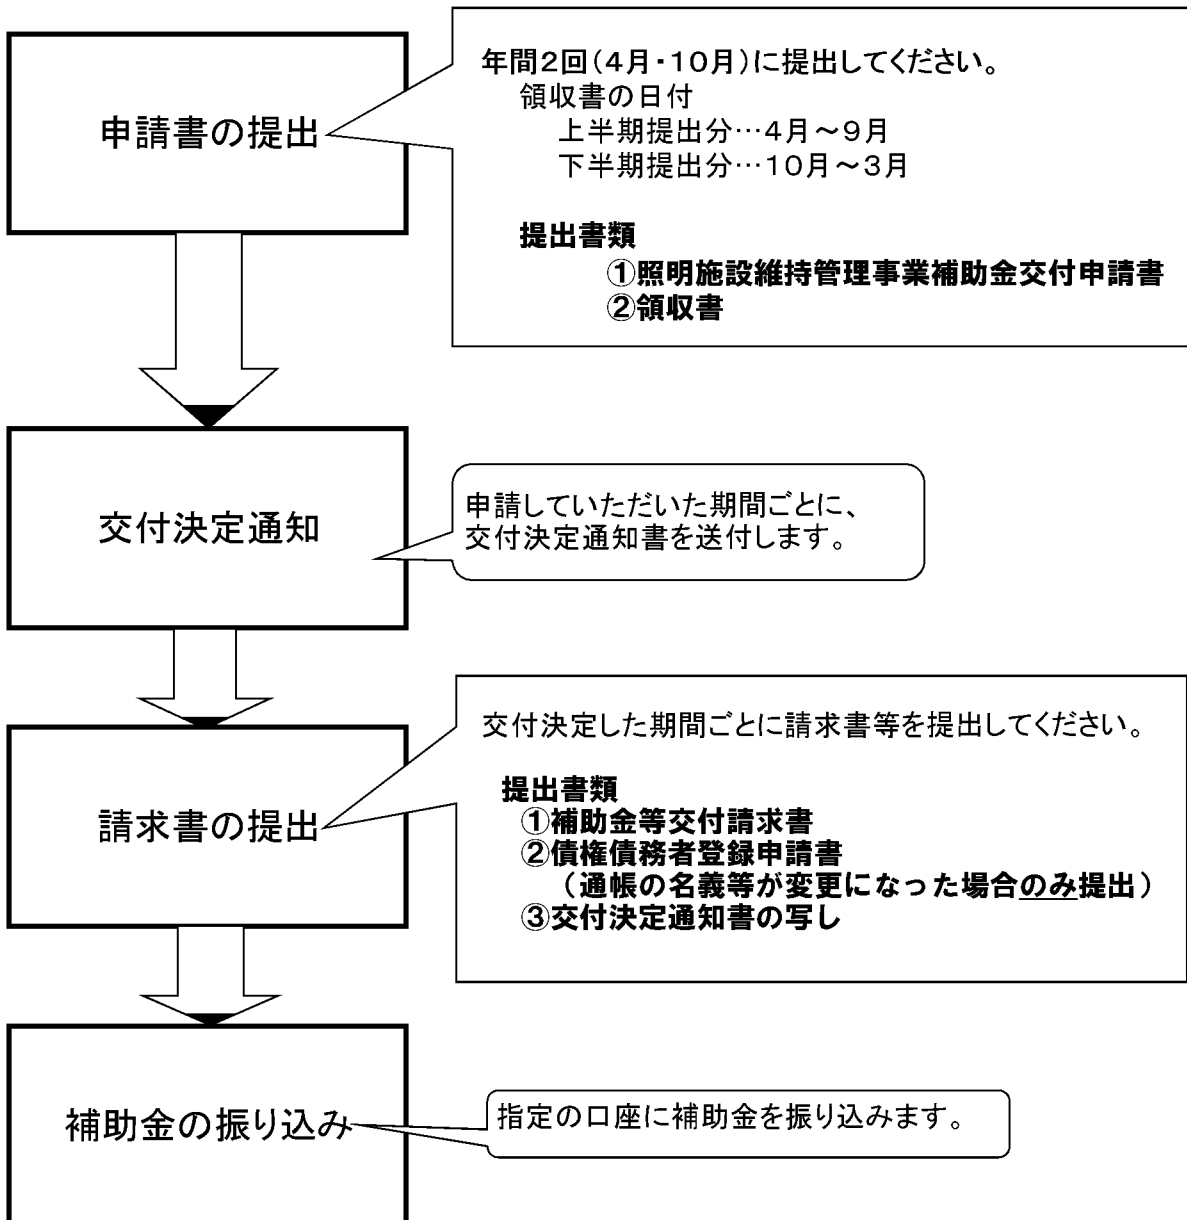 申請書の提出
年間2回(4月・10月)に提出してください。
領収書の日付
上半期提出分…4月～9月
下半期提出分…10月～3月
提出書類
①照明施設維持管理事業補助金交付申請書
②領収書
交付決定通知
申請していただいた期間ごとに、
交付決定通知書を送付します。
請求書の提出
交付決定した期間ごとに請求書等を提出してください。
提出書類
①補助金等交付請求書
②債権債務者登録申請書
（通帳の名義等が変更になった場合のみ提出）
③交付決定通知書の写し
補助金の振り込み
指定の口座に補助金を振り込みます。